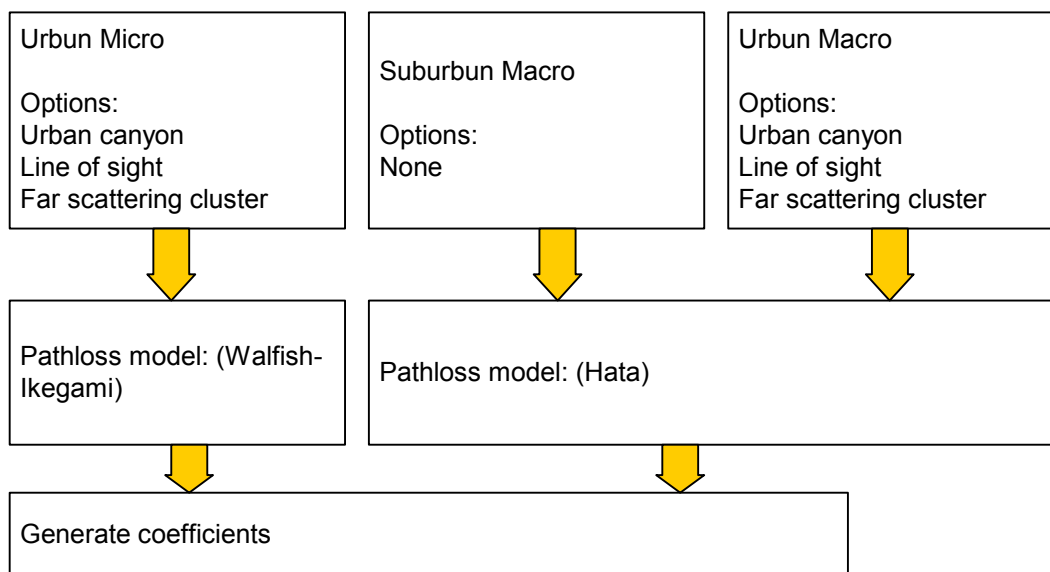 Urbun Micro
Options:
Urban canyon
Line of sight
Far scattering cluster
Suburbun Macro
Options:
None
Urbun Macro
Options:
Urban canyon
Line of sight
Far scattering cluster
Pathloss model: (Walfish-
Ikegami)
Pathloss model: (Hata)
Generate coefficients